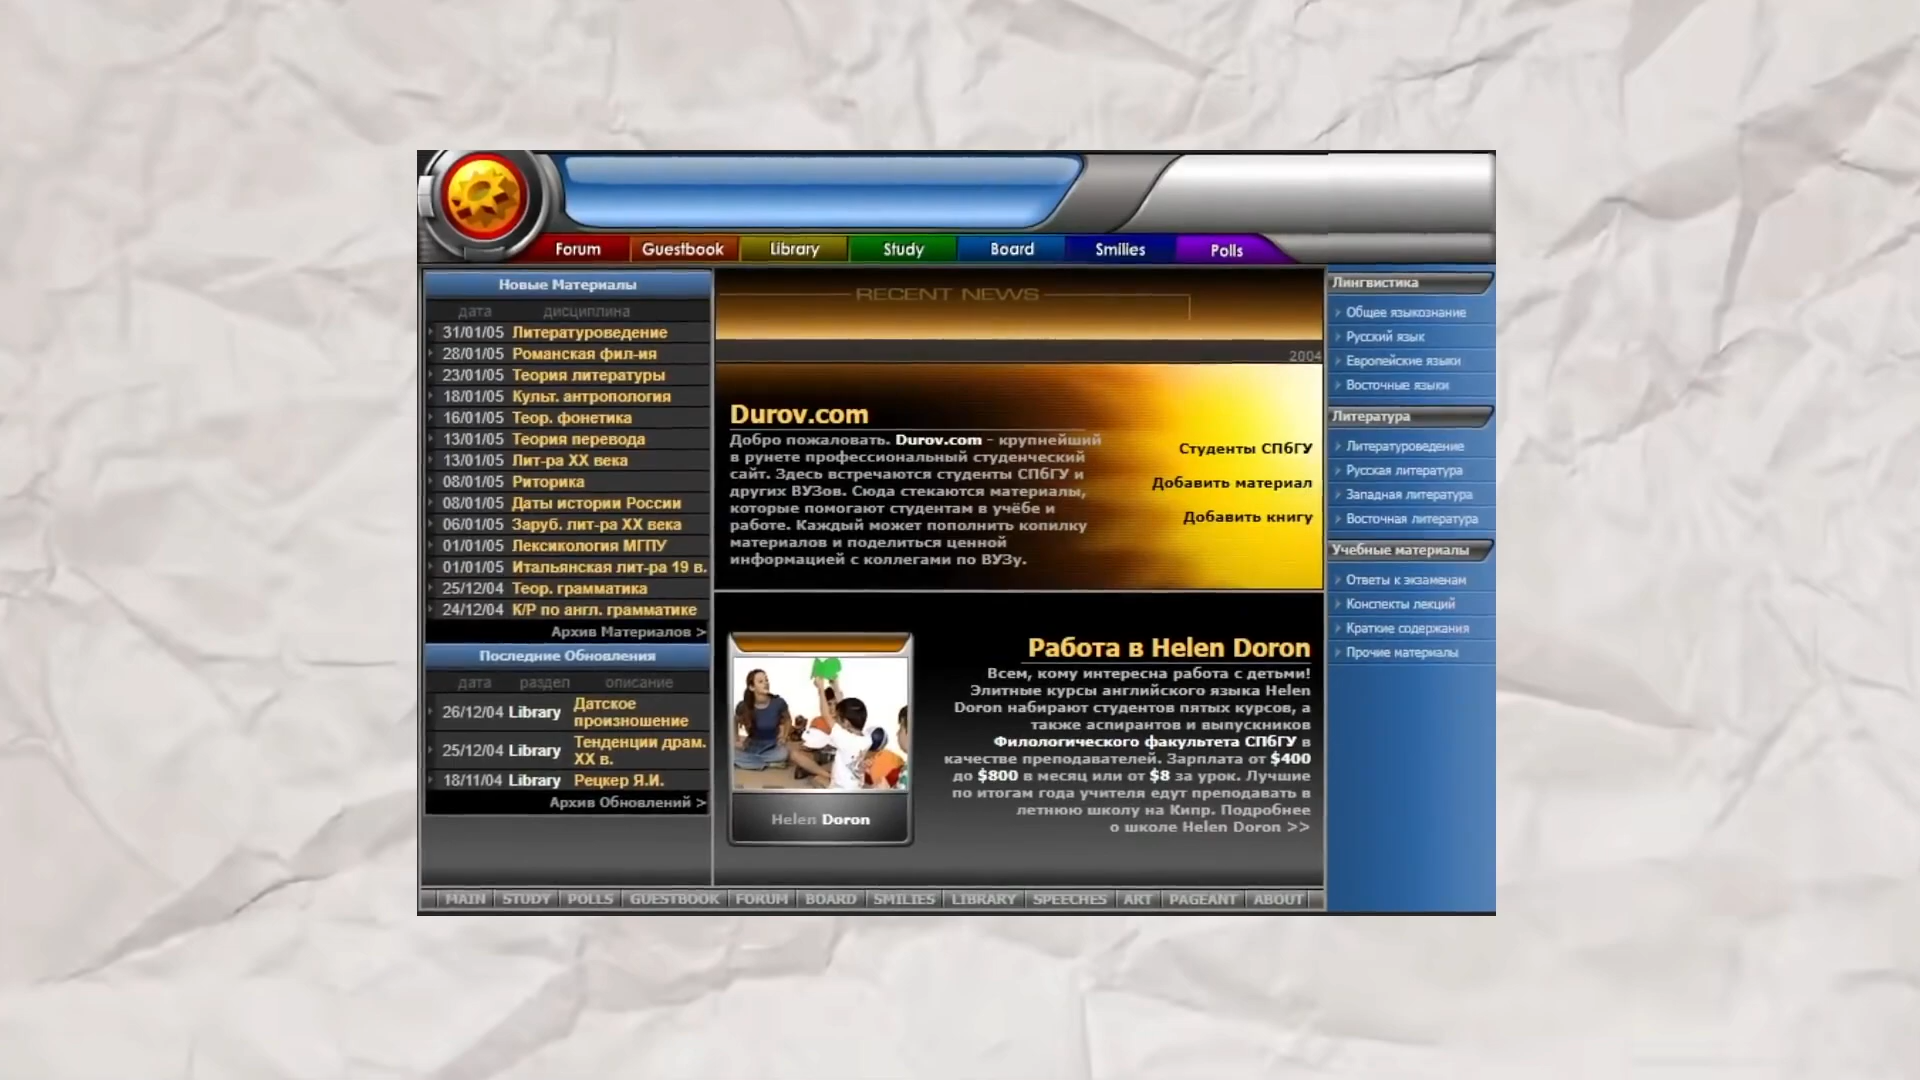 Forum
Guestbook
Library
Study
Board
Smilies
Polls
Новые Материалы
дата дисциплина
31/01/05 Литературоведение
28/01/05 Романская фил-ия
23/01/05 Теория литературы
18/01/05 Культ. антропология
16/01/05 Теор. фонетика
13/01/05 Теория перевода
13/01/05 Лит-ра XX века
08/01/05 Риторика
08/01/05 Даты истории России
06/01/05 Заруб. лит-ра XX века
01/01/05 Лексикология МГПУ
01/01/05 Итальянская лит-ра 19 в.
25/12/04 Теор. грамматика
24/12/04 К/Р по англ. грамматике
Архив Материалов >
Последние Обновления
дата раздел описание
26/12/04 Library Датское
произношение
25/12/04 Library Тенденции драм.
XX в.
18/11/04 Library Рецкер Я.И.
Архив Обновлений >
RECENT NEWS
2004
Durov.com
Добро пожаловать. Durov.com - крупнейший
в рунете профессиональный студенческий
сайт. Здесь встречаются студенты СПбГУ и
других ВУЗов. Сюда стекаются материалы,
которые помогают студентам в учёбе и
работе. Каждый может пополнить копилку
материалов и поделиться ценной
информацией с коллегами по ВУЗу.
Студенты СПбГУ
Добавить материал
Добавить книгу
Helen Doron
Работа в Helen Doron
Всем, кому интересна работа с детьми!
Элитные курсы английского языка Helen
Doron набирают студентов пятых курсов, а
также аспирантов и выпускников
Филологического факультета СПбГУ в
качестве преподавателей. Зарплата от $400
до $800 в месяц или от $8 за урок. Лучшие
по итогам года учителя едут преподавать в
летнюю школу на Кипр. Подробнее
о школе Helen Doron >>
Лингвистика
Общее языкознание
Русский язык
Европейские языки
Восточные языки
Литература
Литературоведение
Русская литература
Западная литература
Восточная литература
Учебные материалы
Ответы к экзаменам
Конспекты лекций
Краткие содержания
Прочие материалы
MAIN STUDY POLLS GUESTBOOK FORUM BOARD SMILIES LIBRARY SPEECHES ART PAGEANT ABOUT